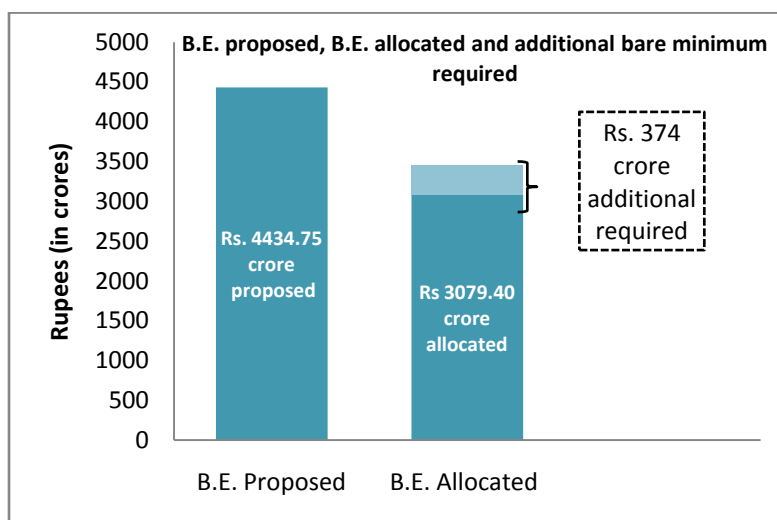 B.E. proposed, B.E. allocated and additional bare minimum
required
Rupees (in crores)
5000
4500
4000
3500
3000
2500
2000
1500
1000
500
0
Rs. 4434.75
crore
proposed
Rs 3079.40
crore
allocated
Rs. 374
crore
additional
required
B.E. Proposed
B.E. Allocated